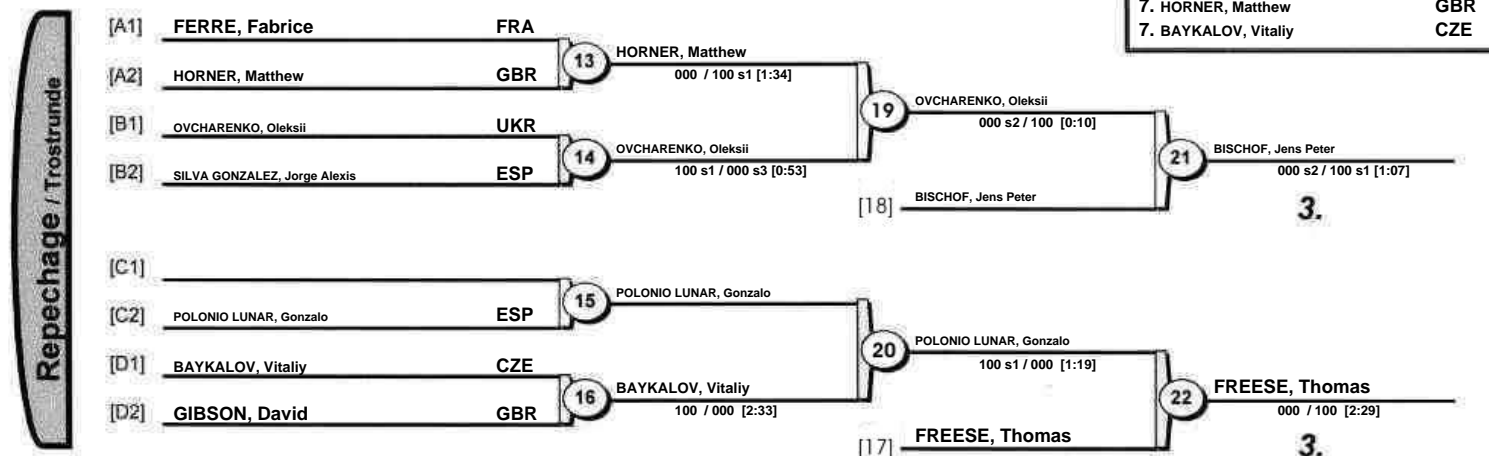 7. HORNER, Matthew GBR
7. BAYKALOV, Vitaliy CZE
Repechage / Trostrunde
[A1] FERRE, Fabrice FRA
[A2] HORNER, Matthew GBR
13
HORNER, Matthew
000 / 100 s1 [1:34]
[B1] OVCHARENKO, Oleksii UKR
[B2] SILVA GONZALEZ, Jorge Alexis ESP
14
OVCHARENKO, Oleksii
100 s1 / 000 s3 [0:53]
19
OVCHARENKO, Oleksii
000 s2 / 100 [0:10]
[18] BISCHOF, Jens Peter
21
BISCHOF, Jens Peter
000 s2 / 100 s1 [1:07]
3.
[C1]
[C2] POLONIO LUNAR, Gonzalo ESP
15
POLONIO LUNAR, Gonzalo
[D1] BAYKALOV, Vitaliy CZE
[D2] GIBSON, David GBR
16
BAYKALOV, Vitaliy
100 / 000 [2:33]
20
POLONIO LUNAR, Gonzalo
100 s1 / 000 [1:19]
[17] FREESE, Thomas
22
FREESE, Thomas
000 / 100 [2:29]
3.